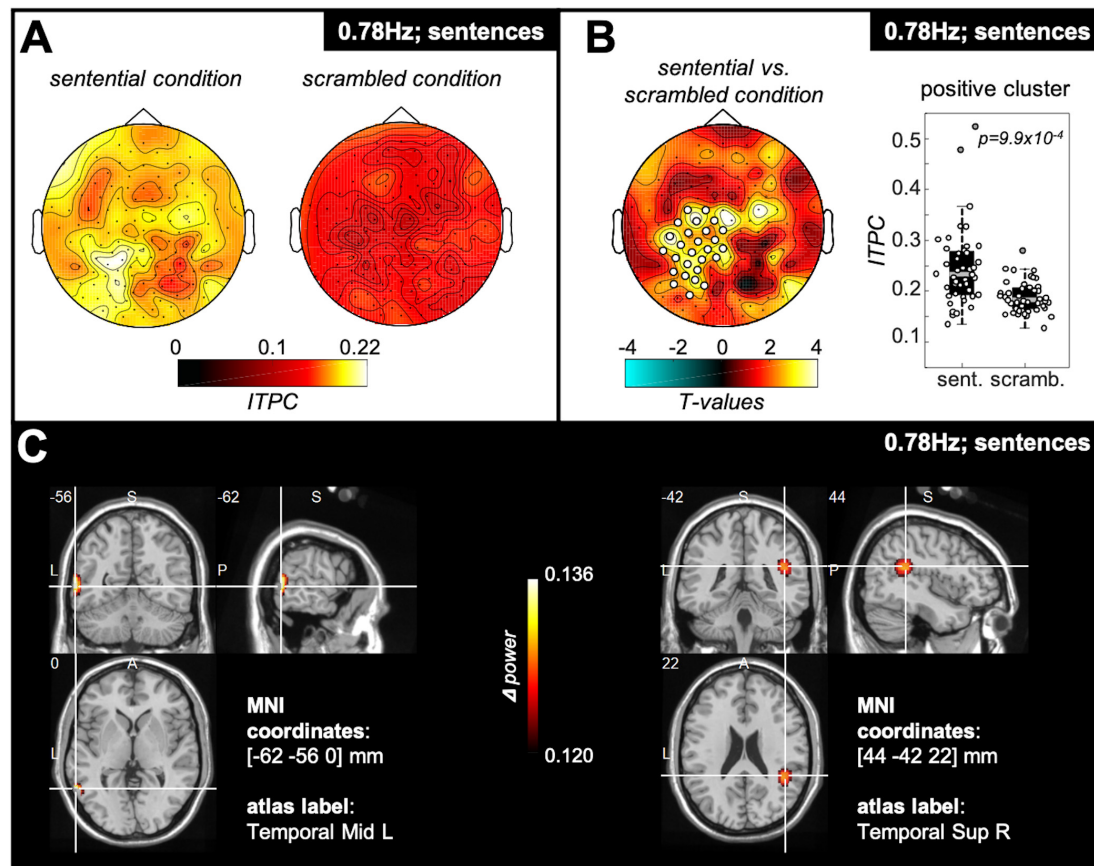 A
0.78Hz; sentences
sentential condition
scrambled condition
0
0.1
0.22
ITPC
B
0.78Hz; sentences
sentential vs.
scrambled condition
-4
-2
0
2
4
T-values
positive cluster
p=9.9x10-4
0.5
0.4
0.3
0.2
0.1
ITPC
sent.
scramb.
C
0.78Hz; sentences
-56
S
L
-62
S
P
0
A
L
MNI
coordinates:
[-62 -56 0] mm
atlas label:
Temporal Mid L
0.136
Δ power
0.120
-42
S
L
44
S
P
22
A
L
MNI
coordinates:
[44 -42 22] mm
atlas label:
Temporal Sup R